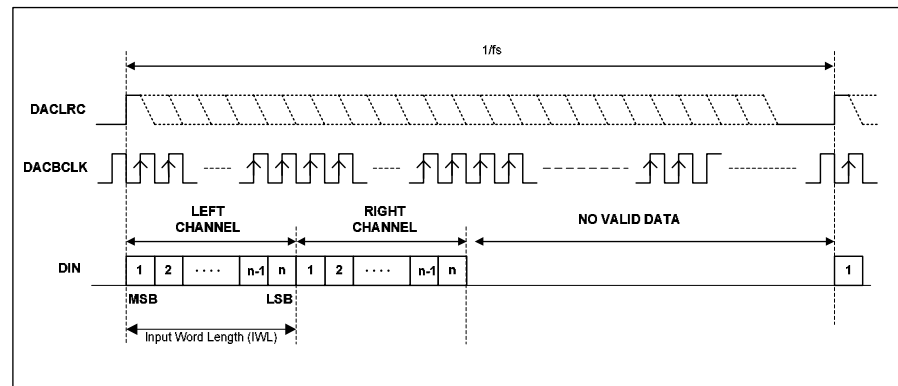 1/fs
DACLRC
DACBCLK
LEFT
CHANNEL
RIGHT
CHANNEL
NO VALID DATA
DIN
1 2 · · · · n-1 n 1 2 · · · · n-1 n 1
MSB LSB
Input Word Length (IWL)